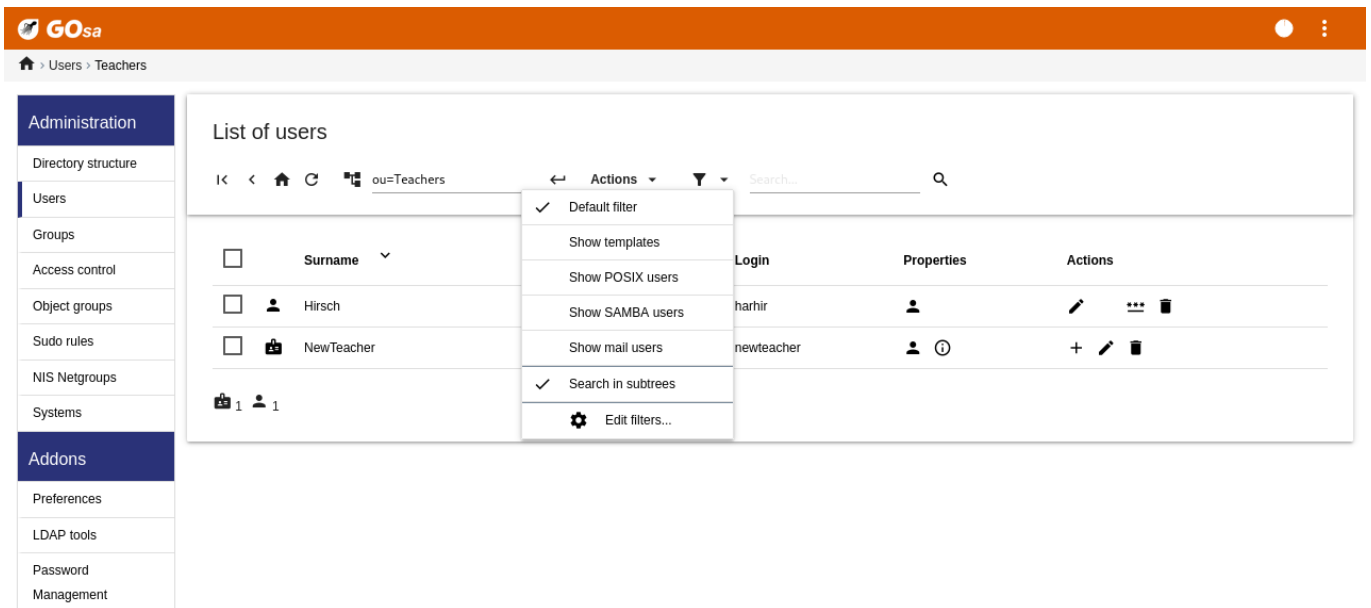 GOsa
Users › Teachers
Administration
Directory structure
Users
Groups
Access control
Object groups
Sudo rules
NIS Netgroups
Systems
Addons
Preferences
LDAP tools
Password
Management
List of users
ou=Teachers Actions Search...
Default filter
Show templates
Show POSIX users
Show SAMBA users
Show mail users
Search in subtrees
Edit filters...
Surname Login Properties Actions
Hirsch harhir
NewTeacher newteacher
1 1